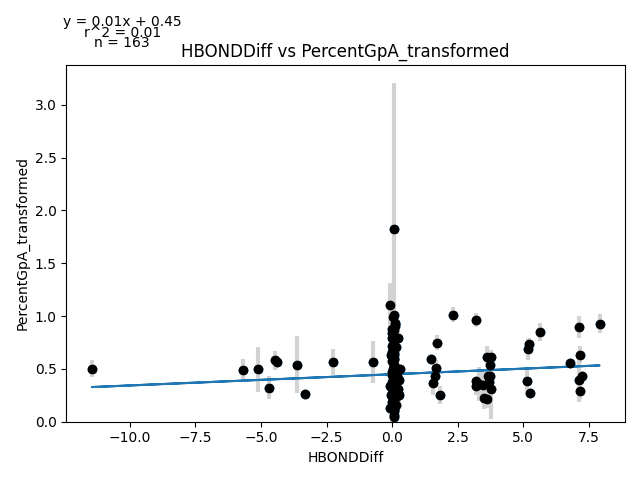 y = 0.01x + 0.45
r^2 = 0.01
n = 163
HBONDDiff vs PercentGpA_transformed
PercentGpA_transformed
3.0
2.5
2.0
1.5
1.0
0.5
0.0
−10.0 −7.5 −5.0 −2.5 0.0 2.5 5.0 7.5
HBONDDiff